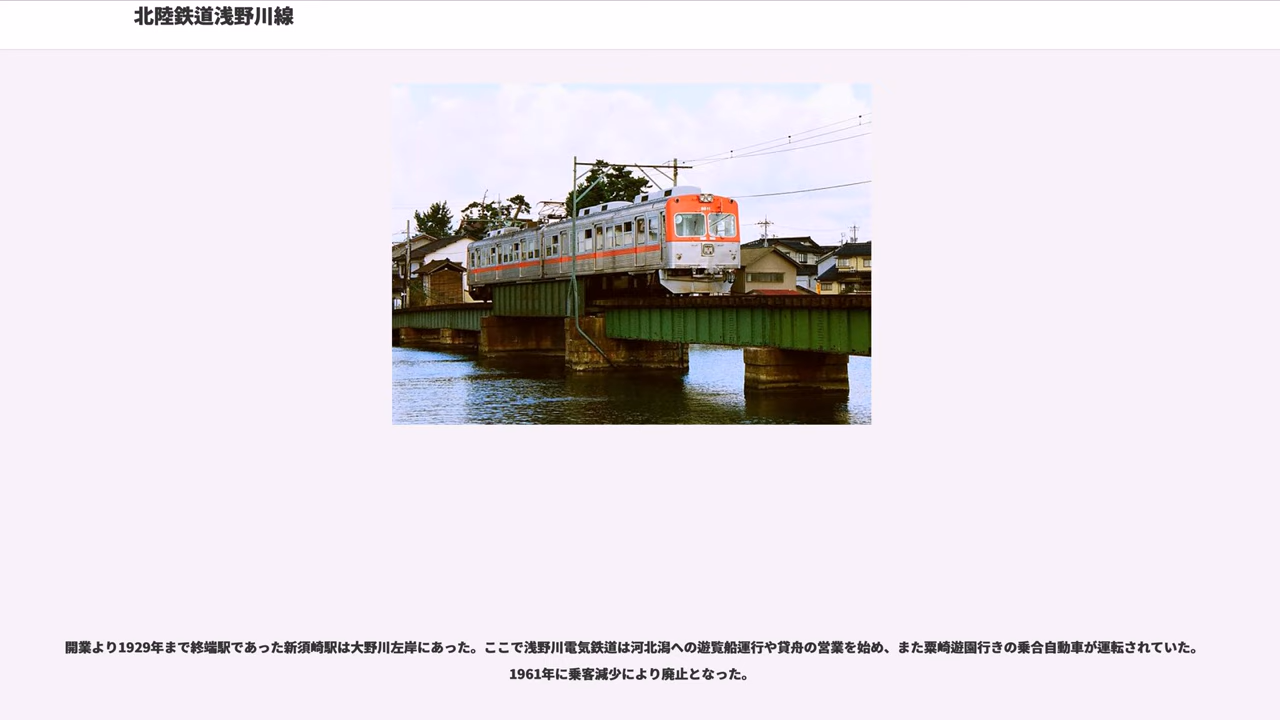 北陸鉄道浅野川線
開業より1929年まで終端駅であった新須崎駅は大野川左岸にあった。ここで浅野川電気鉄道は河北潟への遊覧船運行や貸舟の営業を始め、また粟崎遊園行きの乗合自動車が運転されていた。
1961年に乗客減少により廃止となった。